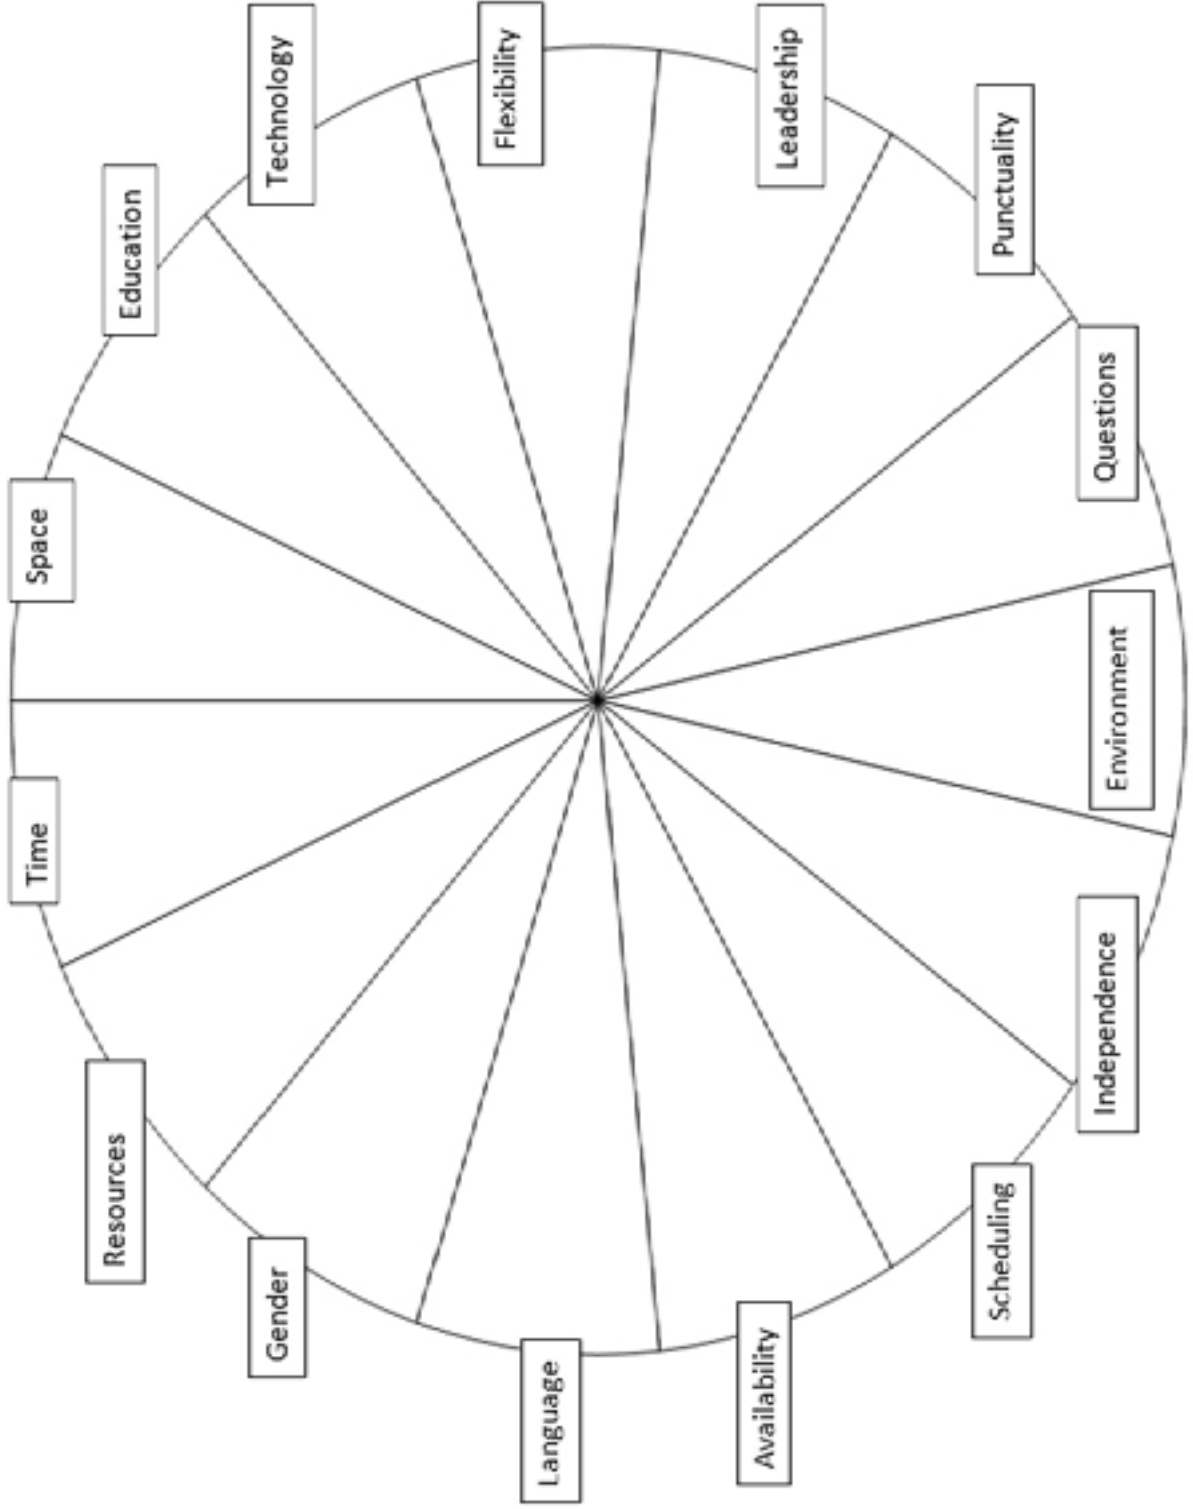 Time
Space
Education
Technology
Flexibility
Leadership
Punctuality
Questions
Environment
Independence
Scheduling
Availability
Language
Gender
Resources